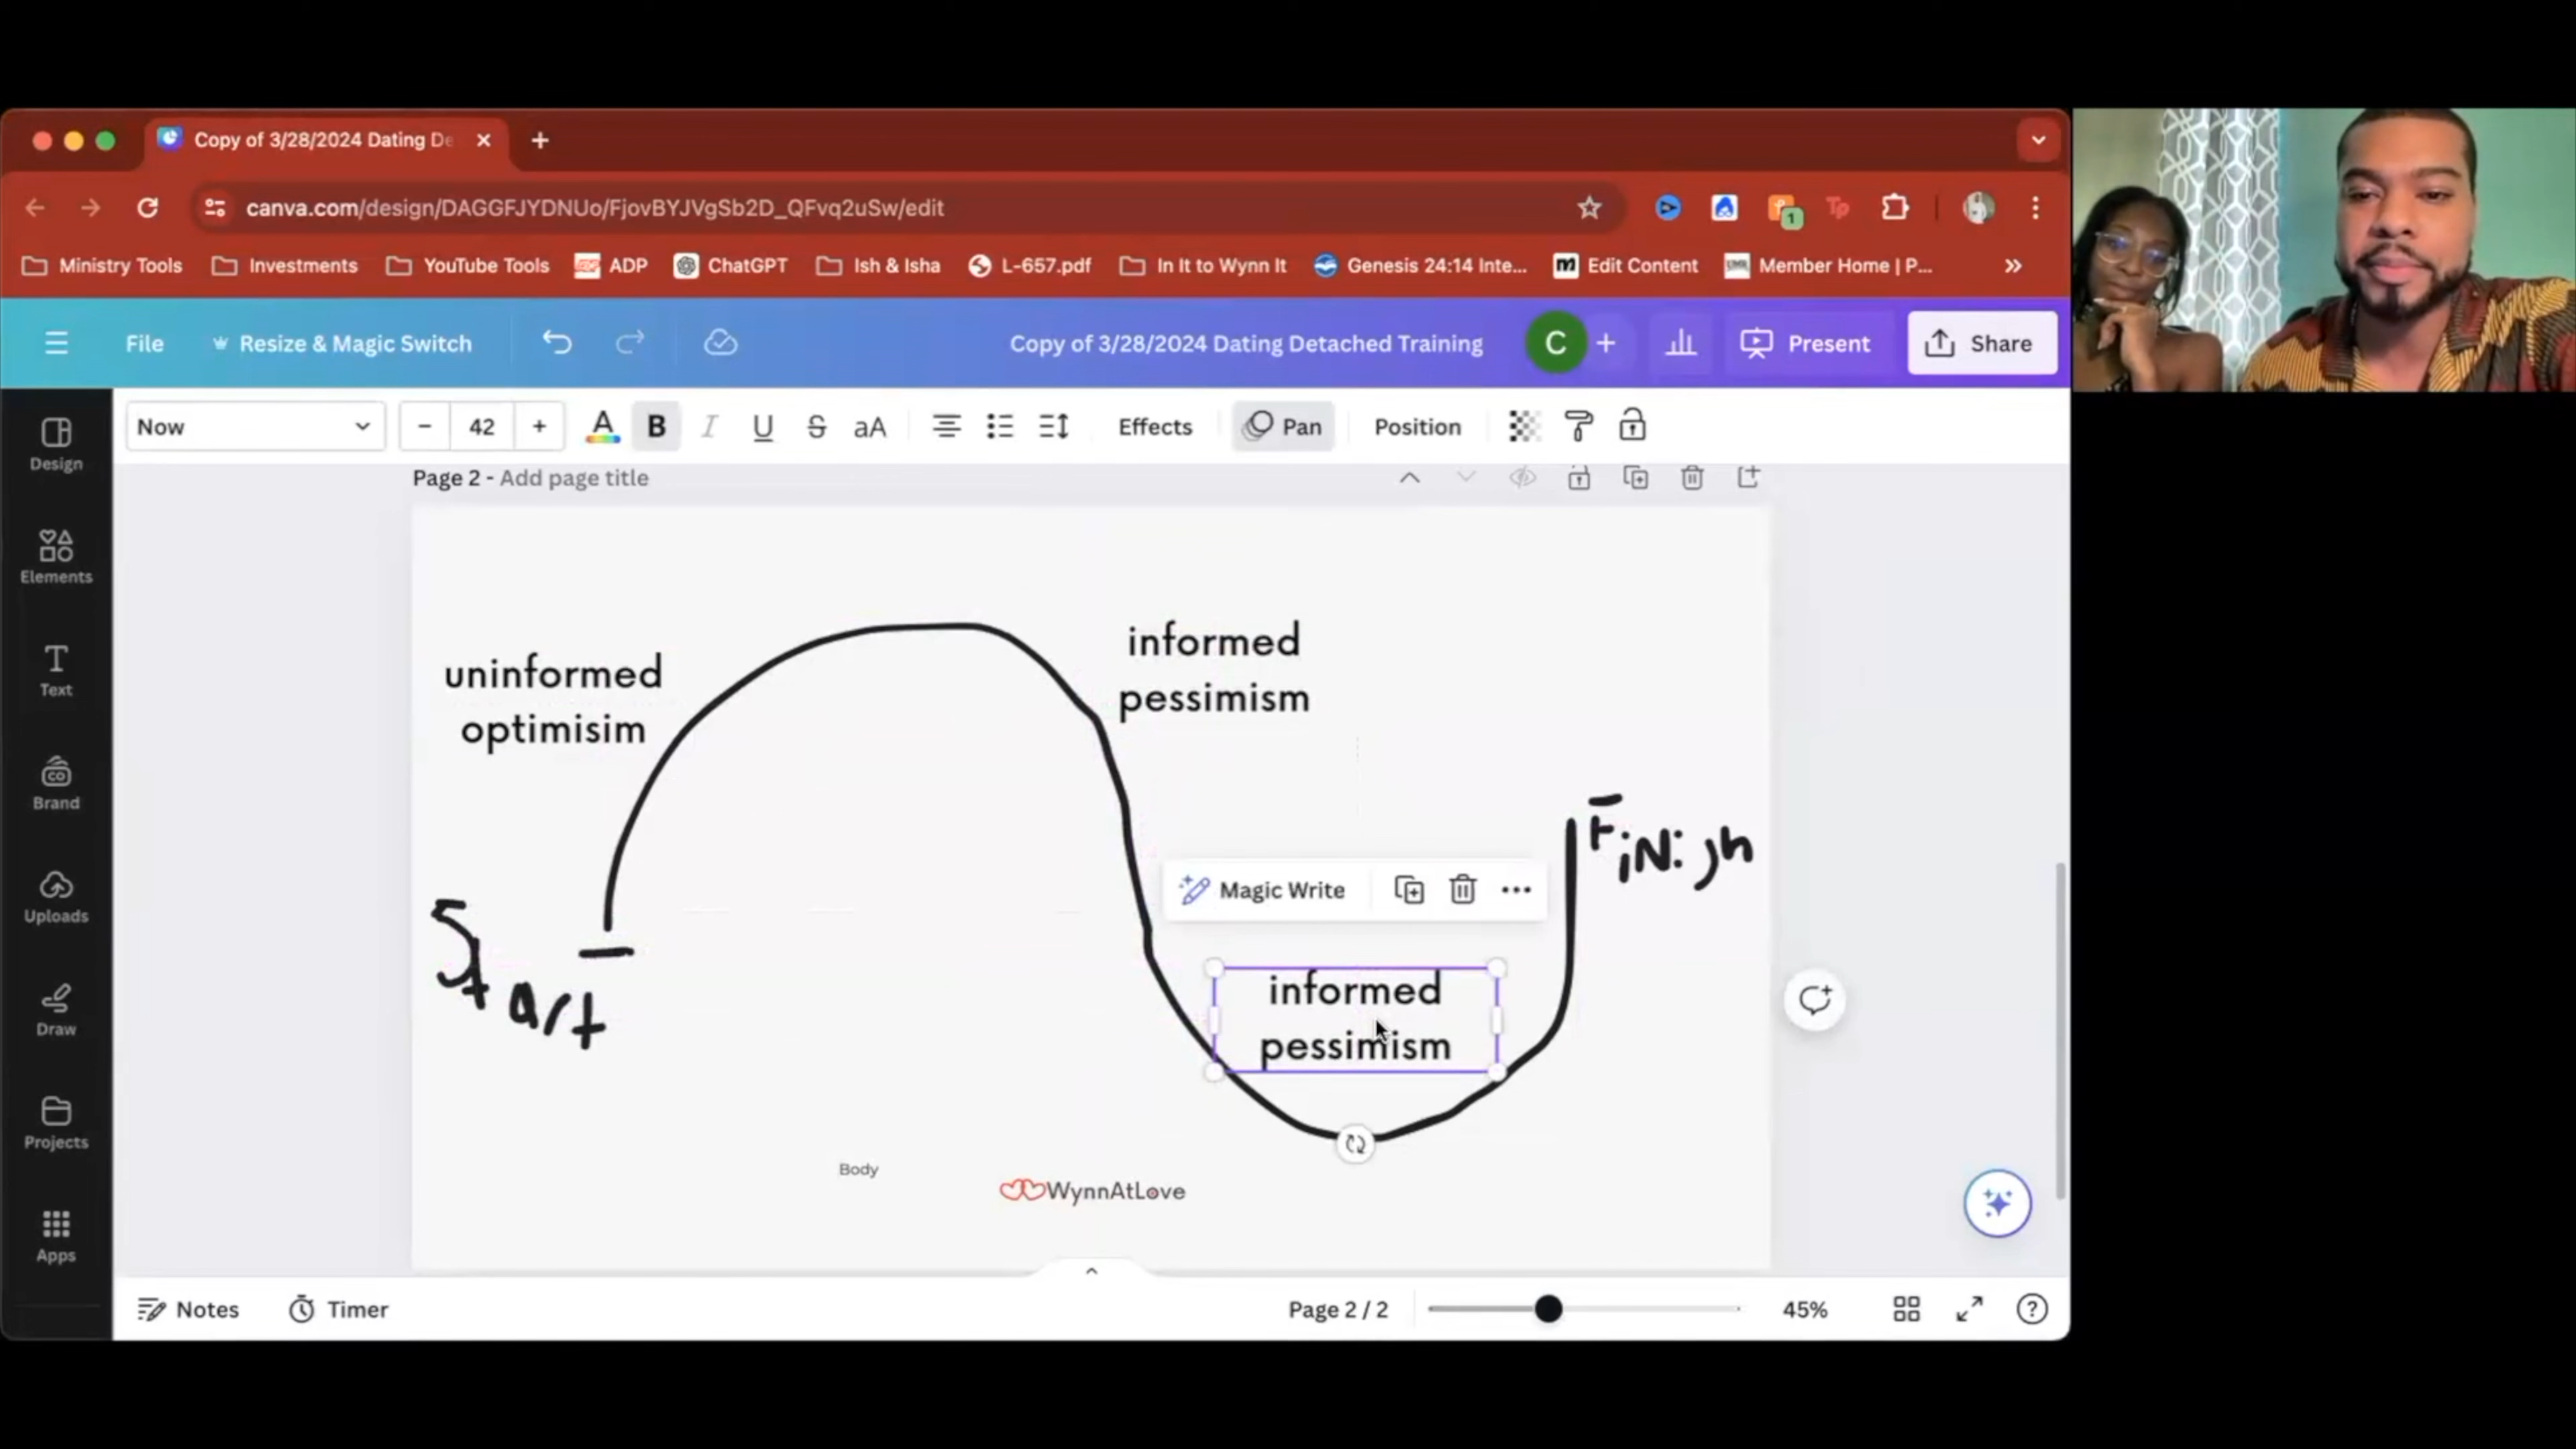 Copy of 3/28/2024 Dating De
canva.com/design/DAGGFJYDNUo/FjovBYJVgSb2D_QFvq2uSw/edit
1
Tp
Ministry Tools
Investments
YouTube Tools
ADP
ChatGPT
Ish & Isha
L-657.pdf
In It to Wynn It
Genesis 24:14 Inte...
Edit Content
Member Home | P...
File
Resize & Magic Switch
Copy of 3/28/2024 Dating Detached Training
C
Present
Share
Now
42
A
B
I
U
S
aA
Effects
Pan
Position
Design
Elements
Text
Brand
Uploads
Draw
Projects
Apps
Page 2 - Add page title
uninformed
optimisim
informed
pessimism
Start
FiNish
Magic Write
informed
pessimism
Body
WynnAtLove
Notes
Timer
Page 2 / 2
45%